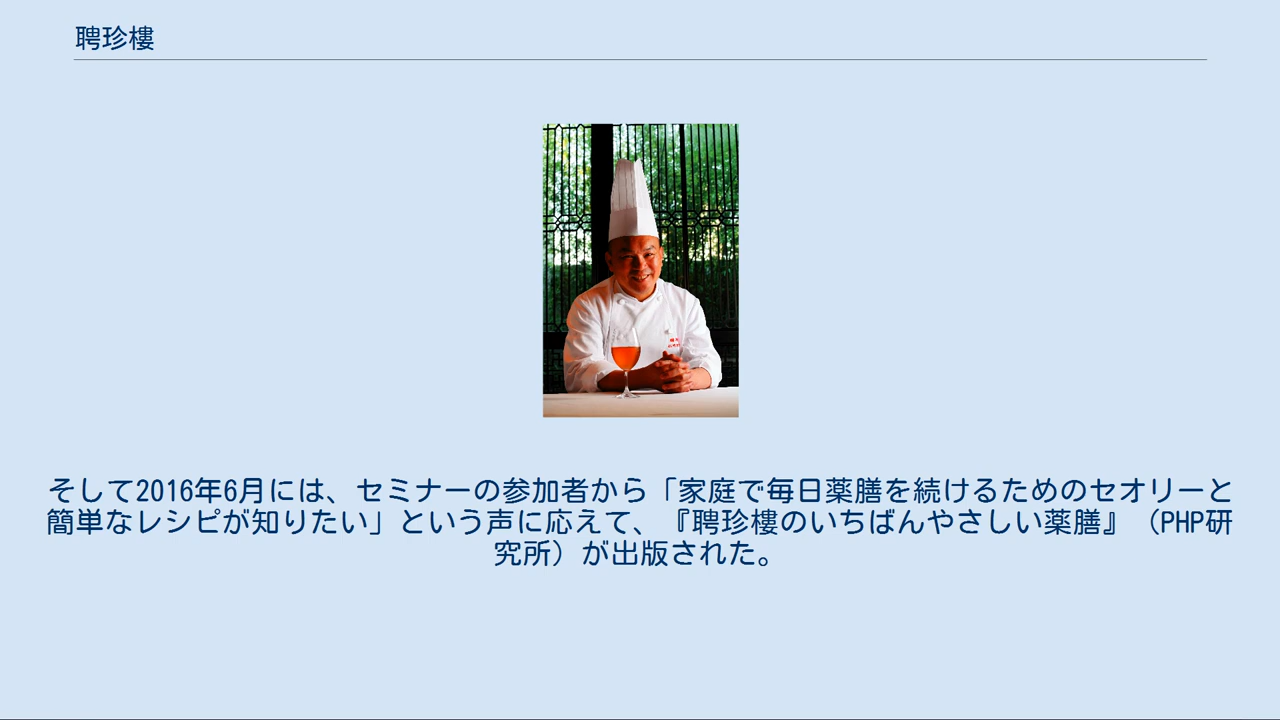 聘珍樓
そして2016年6月には、セミナーの参加者から「家庭で毎日薬膳を続けるためのセオリーと
簡単なレシピが知りたい」という声に応えて、『聘珍樓のいちばんやさしい薬膳』（PHP研
究所）が出版された。